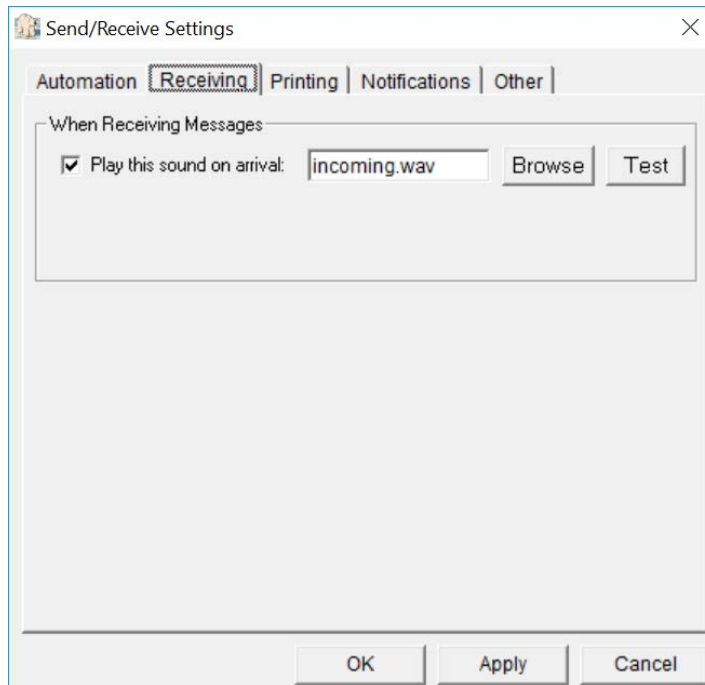 Send/Receive Settings
Automation Receiving Printing Notifications Other
When Receiving Messages
Play this sound on arrival: incoming.wav Browse Test
OK Apply Cancel